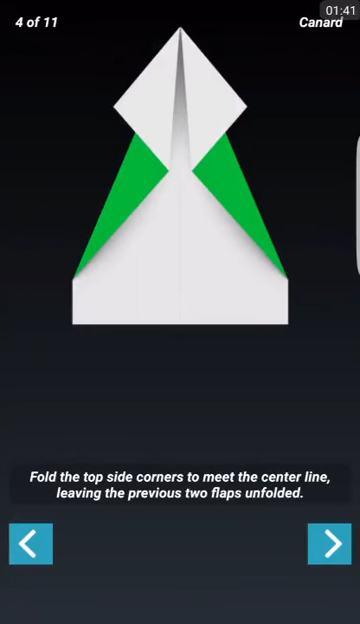 01:41
4 of 11
Canard
Fold the top side corners to meet the center line,
leaving the previous two flaps unfolded.